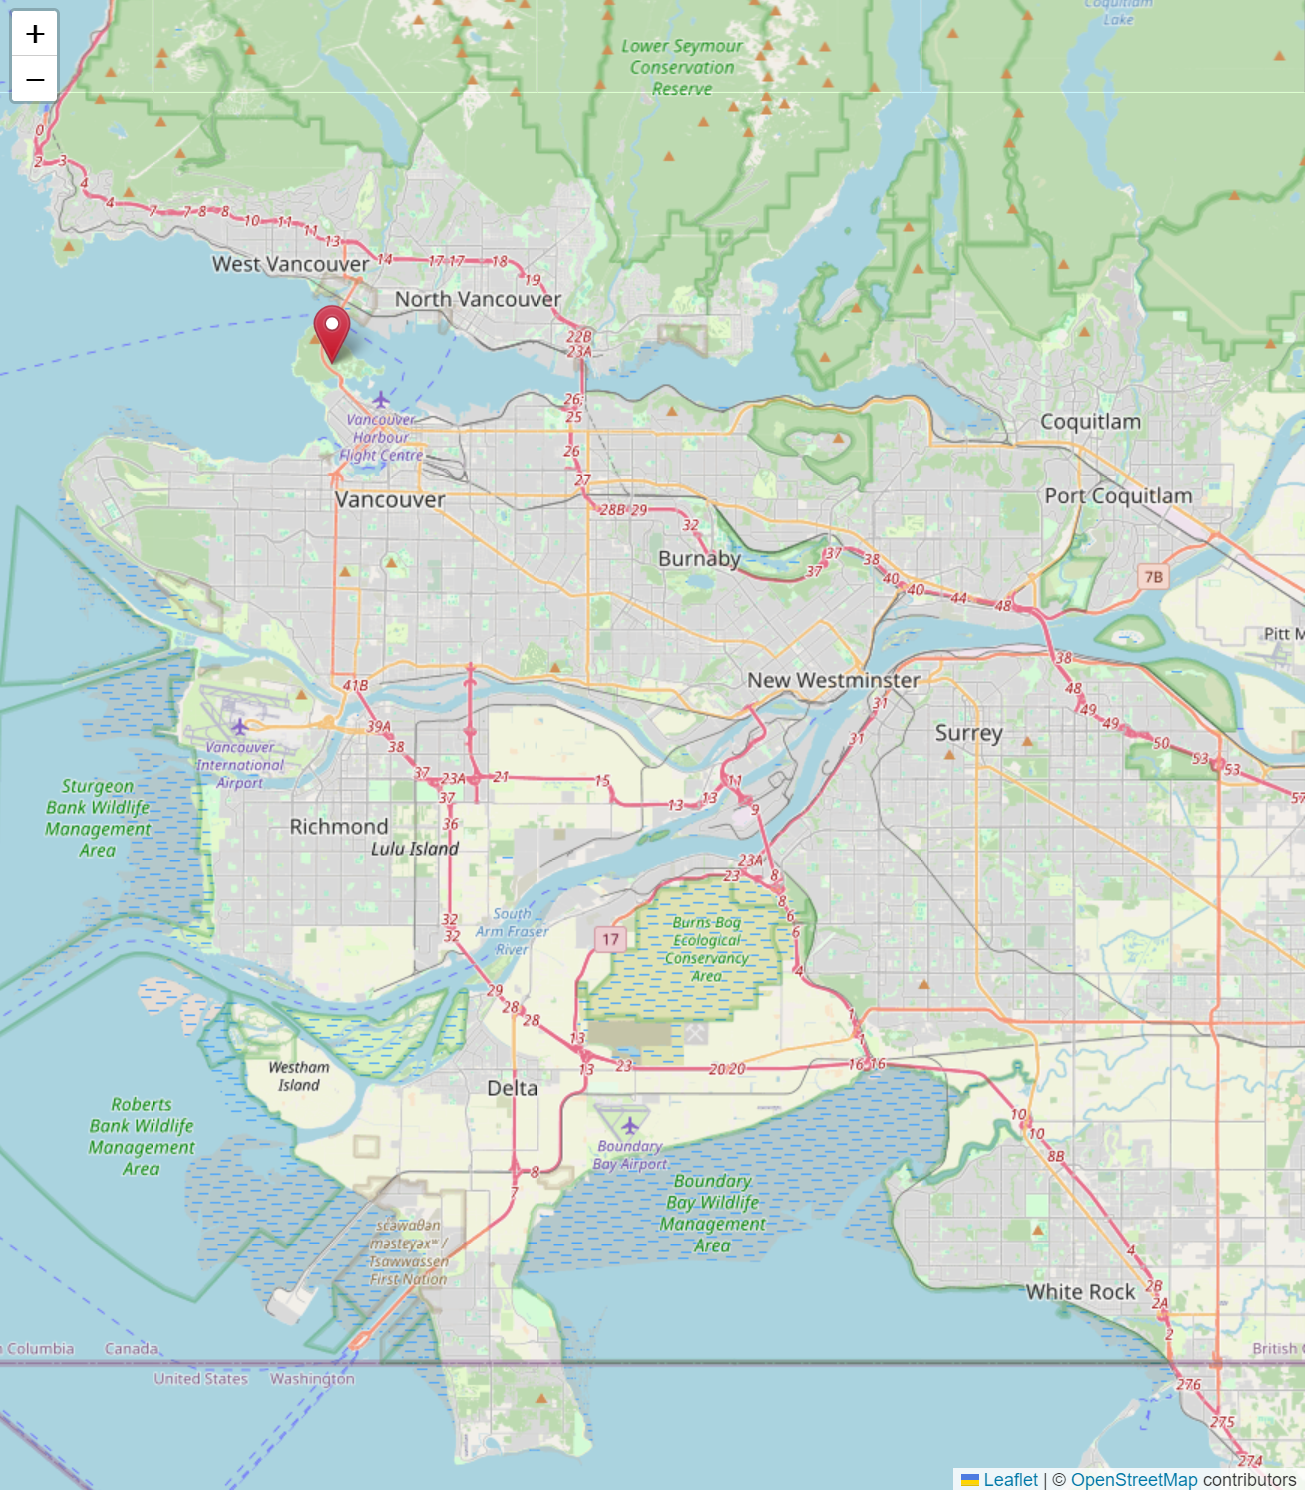 +
−
Coquitlam
Lake
Lower Seymour
Conservation
Reserve
0
2
3
4
4
7
7
8
8
10
11
11
13
14
17
17
18
19
West Vancouver
North Vancouver
22B
23A
26
25
26
27
28B
29
32
37
37
38
40
40
44
48
Vancouver
Harbour
Flight Centre
Coquitlam
Port Coquitlam
Vancouver
Burnaby
7B
Pitt M
38
48
49
49
50
53
53
57
New Westminster
31
31
Surrey
41B
39A
38
37
23A
21
15
13
13
11
9
37
36
32
32
Vancouver
International
Airport
Sturgeon
Bank Wildlife
Management
Area
Richmond
Lulu Island
23A
23
8
8
6
6
4
1
1
16
16
South
Arm Fraser
River
17
Burns Bog
Ecological
Conservancy
Area
29
28
28
13
13
23
20
20
Westham
Island
Delta
10
10
8B
Roberts
Bank Wildlife
Management
Area
Boundary
Bay Airport
8
7
Boundary
Bay Wildlife
Management
Area
scəwaθən
məsteyəxʷ /
Tsawwassen
First Nation
4
2B
2A
2
White Rock
Columbia
Canada
British
United States
Washington
276
275
274
Leaflet | © OpenStreetMap contributors